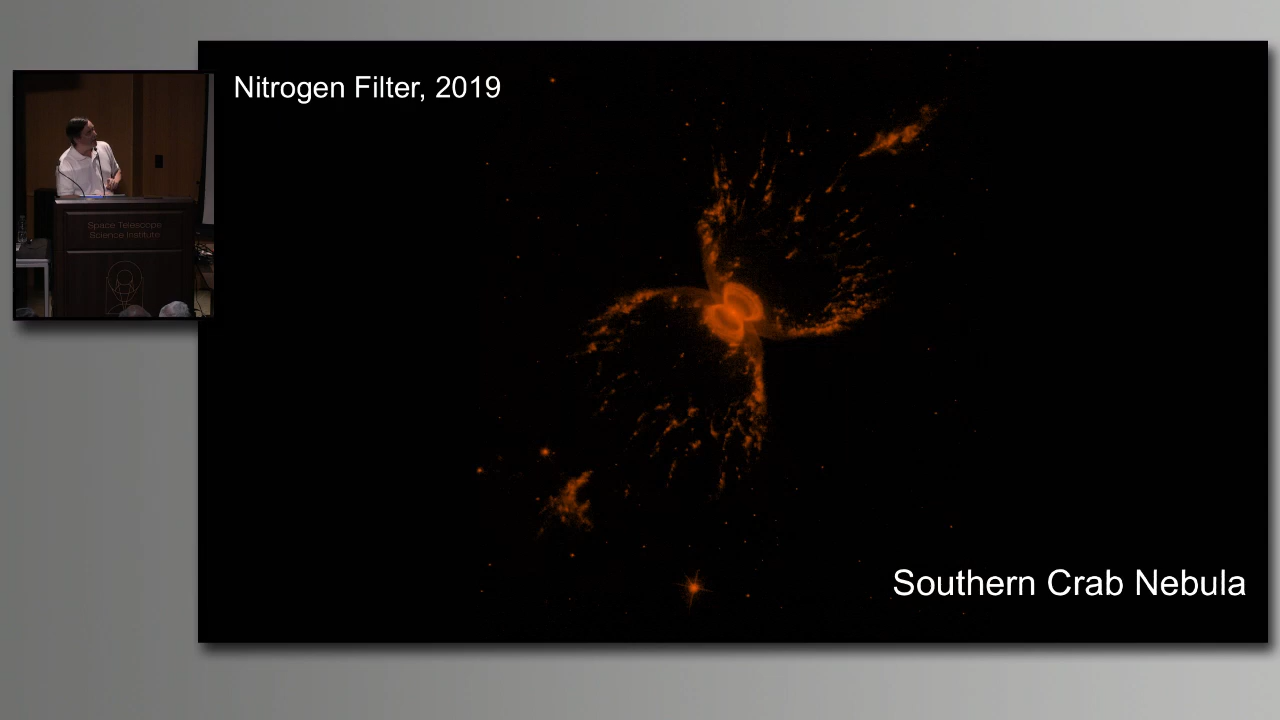 Nitrogen Filter, 2019
Space Telescope
Science Institute
Southern Crab Nebula